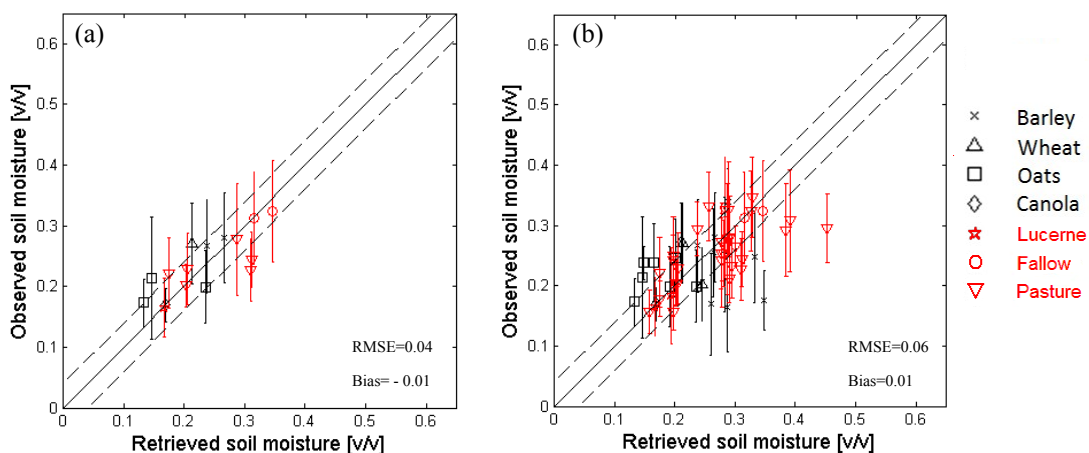 (a)
Observed soil moisture [v/v]
0.6
0.5
0.4
0.3
0.2
0.1
0
RMSE=0.04
Bias= - 0.01
0 0.1 0.2 0.3 0.4 0.5 0.6
Retrieved soil moisture [v/v]
(b)
Observed soil moisture [v/v]
0.6
0.5
0.4
0.3
0.2
0.1
0
RMSE=0.06
Bias=0.01
0 0.1 0.2 0.3 0.4 0.5 0.6
Retrieved soil moisture [v/v]
Barley
Wheat
Oats
Canola
Lucerne
Fallow
Pasture